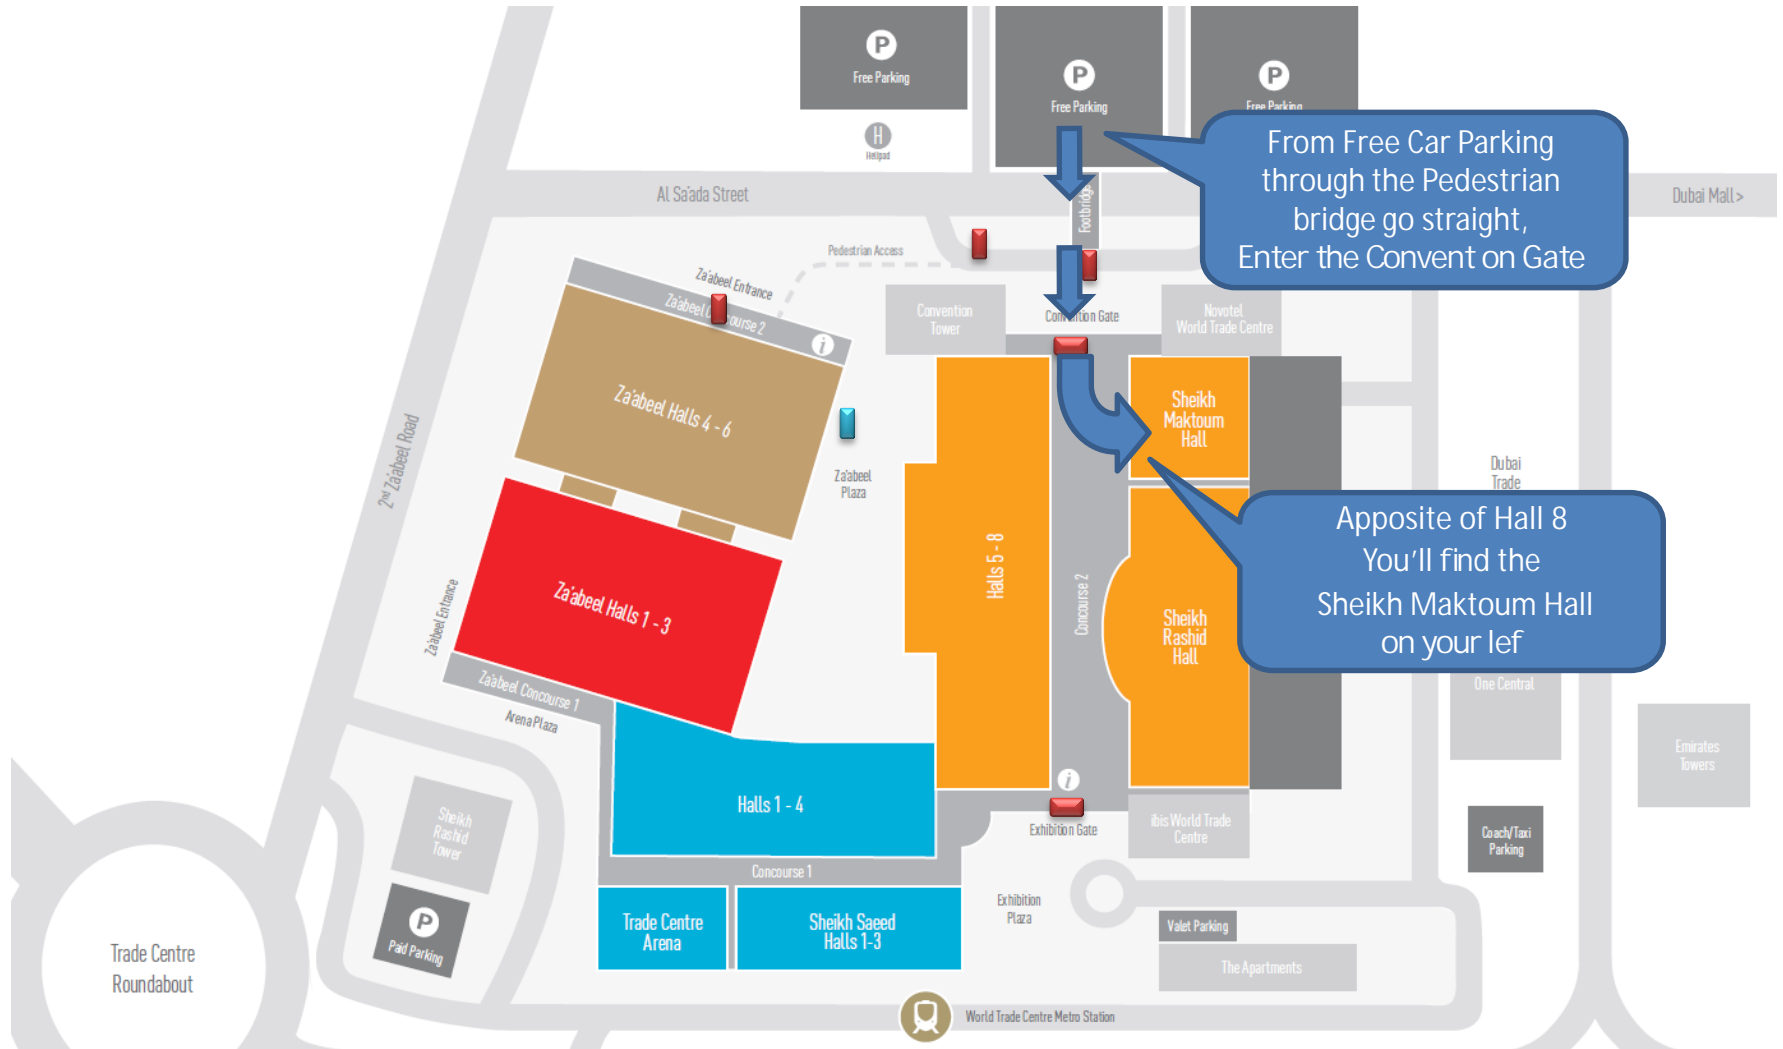 P
Free Parking
P
Free Parking
P
Free Parking
H
Helipad
From Free Car Parking
through the Pedestrian
bridge go straight,
Enter the Convent on Gate
Al Sa'ada Street
Footbridge
Dubai Mall >
Pedestrian Access
Za'abeel Entrance
Za'abeel C course 2
i
Convention
Tower
Con tion Gate
Novotel
World Trade Centre
Za'abeel Halls 4 - 6
2nd Za'abeel Road
Za'abeel
Plaza
Sheikh
Maktoum
Hall
Dubai
Trade
Apposite of Hall 8
You'll find the
Sheikh Maktoum Hall
on your lef
Halls 5 - 8
Concourse 2
Sheikh
Rashid
Hall
Za'abeel Halls 1 - 3
Za'abeel Entrance
Za'abeel Concourse 1
Arena Plaza
One Central
Emirates
Towers
i
Halls 1 - 4
Exhibition Gate
ibis World Trade
Centre
Coach/Taxi
Parking
Sheikh
Rashid
Tower
Concourse 1
P
Paid Parking
Trade Centre
Arena
Sheikh Saeed
Halls 1-3
Exhibition
Plaza
Valet Parking
The Apartments
Trade Centre
Roundabout
World Trade Centre Metro Station